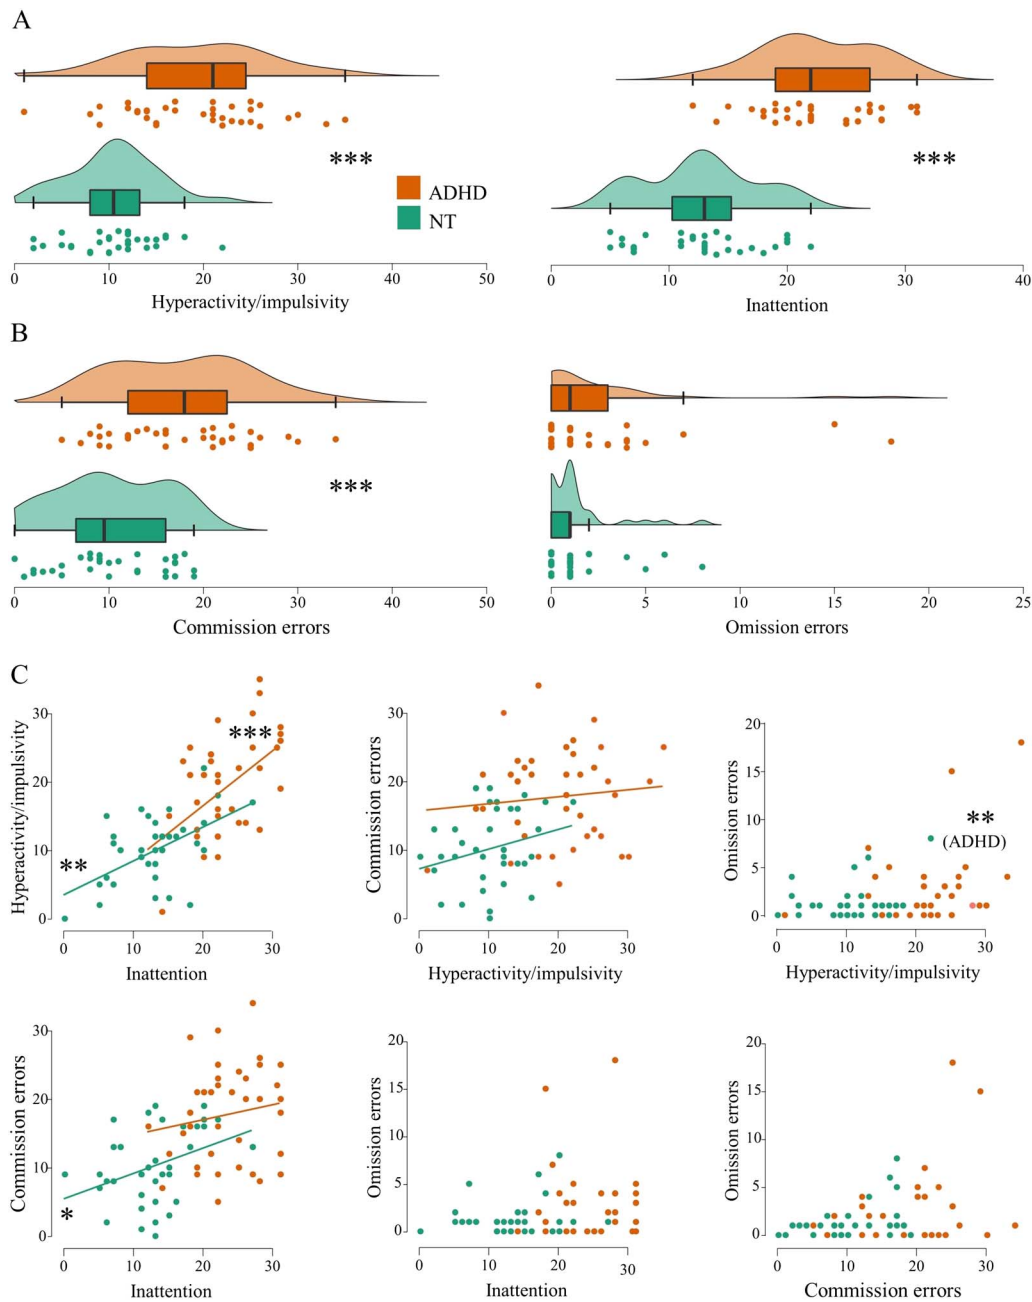 A
***
***
ADHD
NT
0 10 20 30 40 50
Hyperactivity/impulsivity
0 10 20 30 40
Inattention
B
***
0 10 20 30 40 50
Commission errors
0 5 10 15 20 25
Omission errors
C
Hyperactivity/impulsivity
30
20
10
0
***
**
0 10 20 30
Inattention
Commission errors
30
20
10
0
0 10 20 30
Hyperactivity/impulsivity
Omission errors
20
15
10
5
0
**
(ADHD)
0 10 20 30
Hyperactivity/impulsivity
Commission errors
30
20
10
0
*
0 10 20 30
Inattention
Omission errors
20
15
10
5
0
0 10 20 30
Inattention
Omission errors
20
15
10
5
0
0 10 20 30
Commission errors